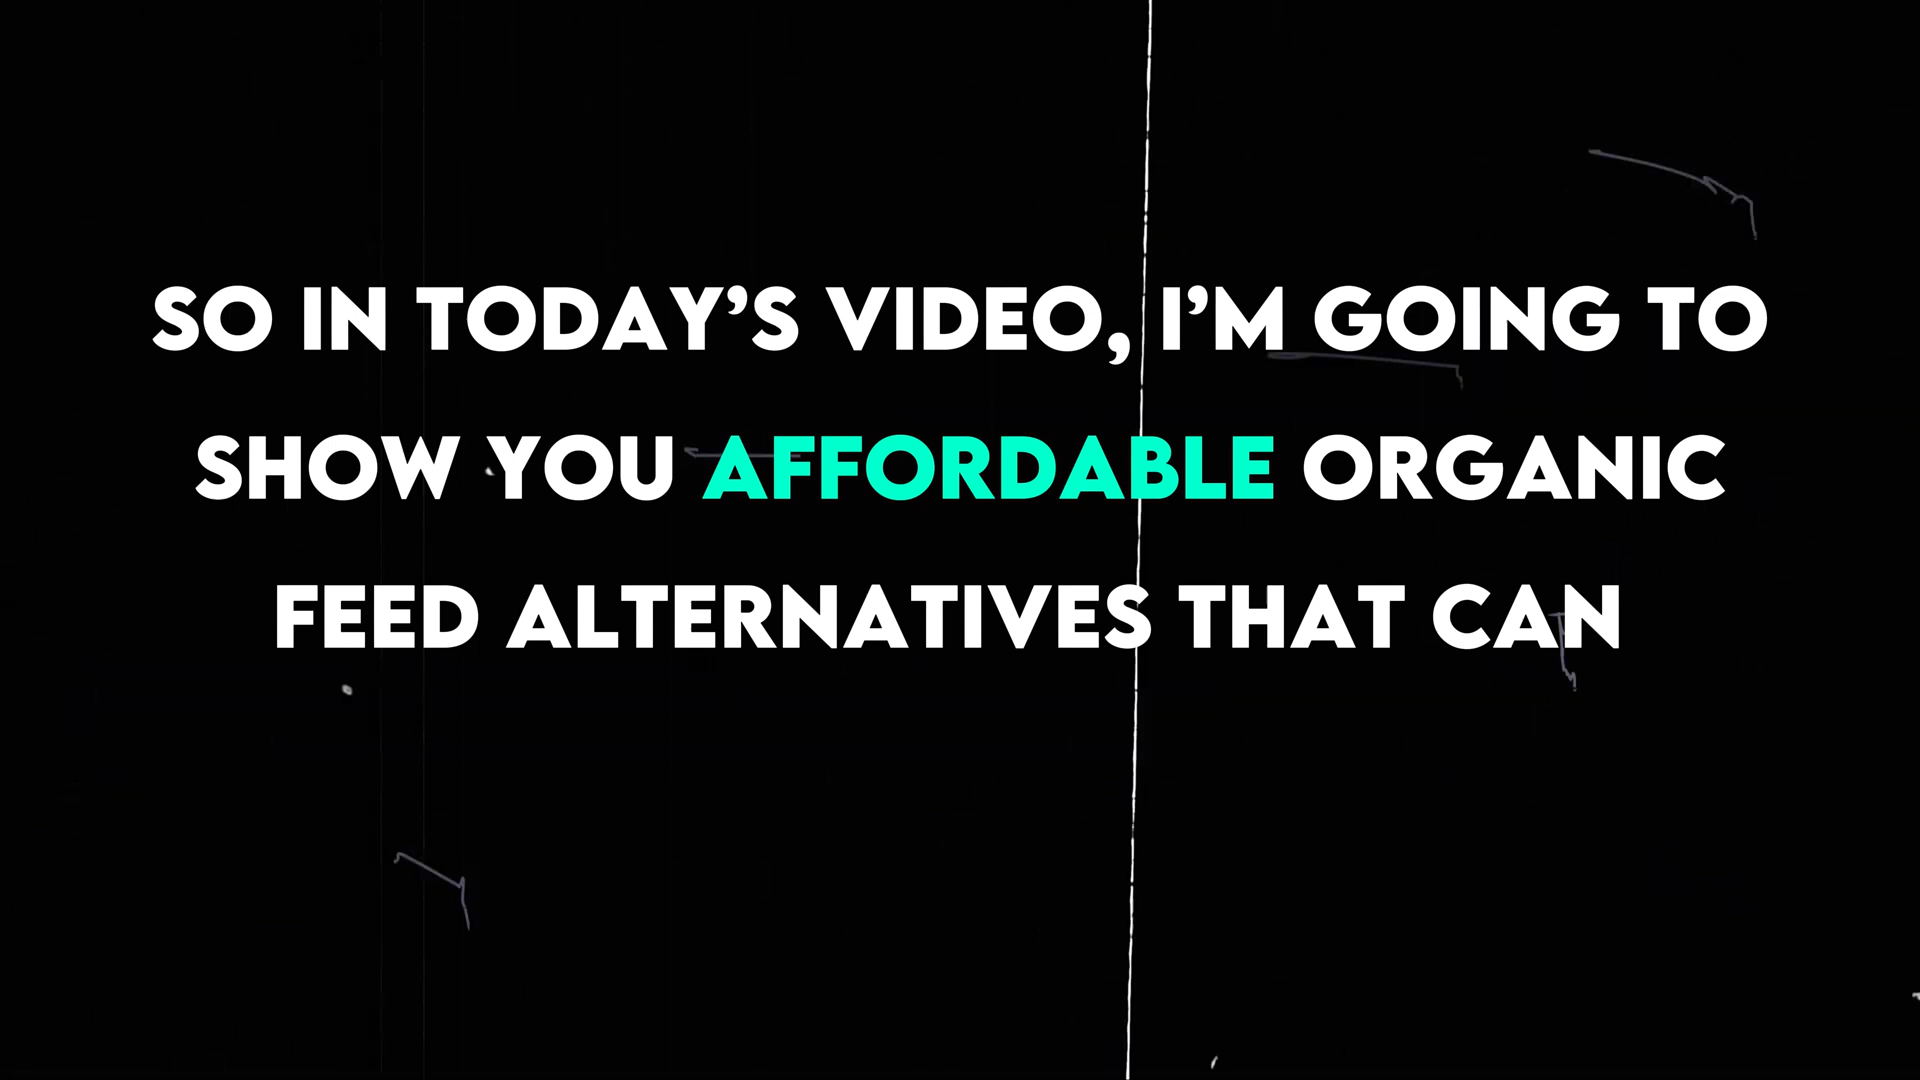 SO IN TODAY’S VIDEO, I’M GOING TO
SHOW YOU AFFORDABLE ORGANIC
FEED ALTERNATIVES THAT CAN